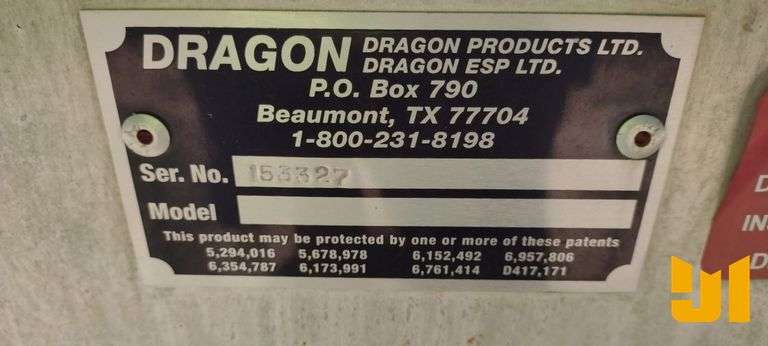 DRAGON DRAGON PRODUCTS LTD.
DRAGON ESP LTD.
P.O. Box 790
Beaumont, TX 77704
1-800-231-8198
Ser. No. 153327
Model
This product may be protected by one or more of these patents
5,294,016 5,678,978 6,152,492 6,957,806
6,354,787 6,173,991 6,761,414 D417,171
D
IN
D